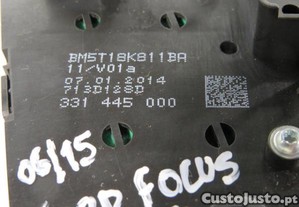 BM5T18K811BA
11/V01a
07.01.2014
713D128D
331 445 000
06/15
FOCUS
CustoJusto.pt